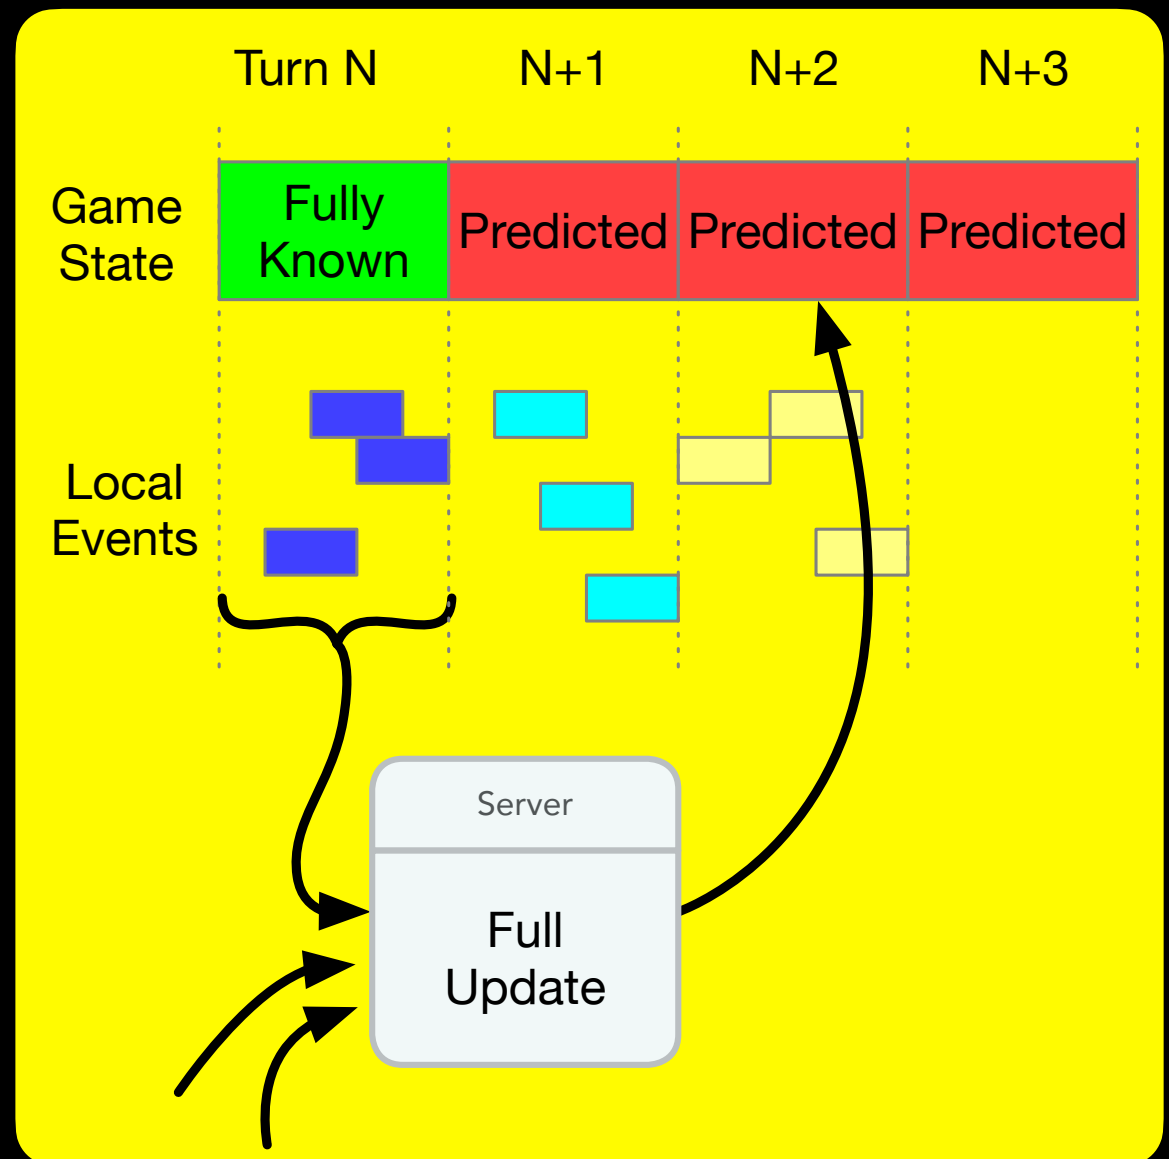 Turn N N+1 N+2 N+3
Game
State
Fully
Known
Predicted Predicted Predicted
Local
Events
Server
Full
Update